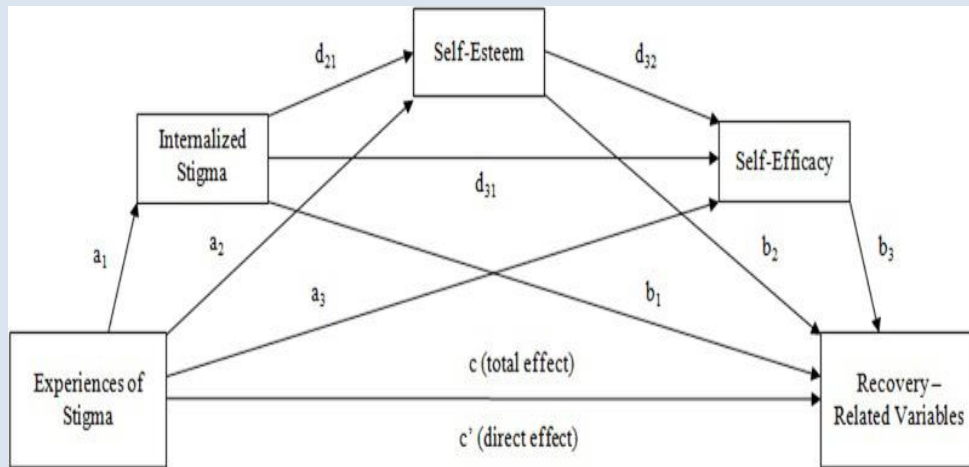 Self-Esteem
d₂₁
d₃₂
Internalized
Stigma
Self-Efficacy
d₃₁
a₁
a₂
a₃
b₁
b₂
b₃
Experiences of
Stigma
c (total effect)
c' (direct effect)
Recovery –
Related Variables